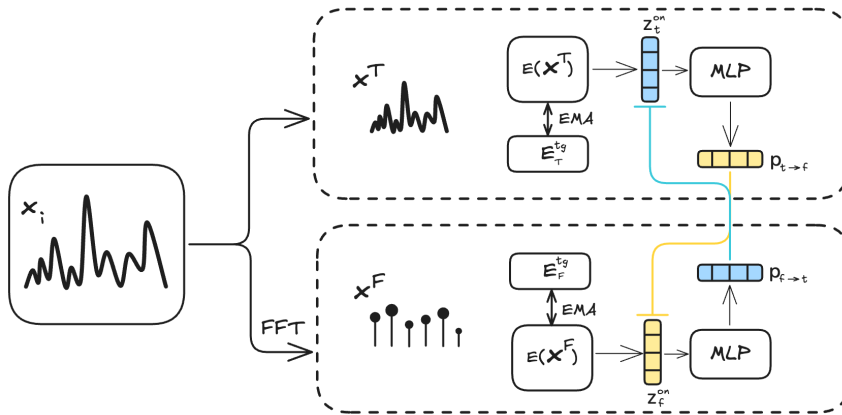 z_t^on
x^T
E(x^T)
MLP
EMA
E_T^tg
p_t→f
x_i
E_F^tg
p_f→t
x^F
EMA
FFT
E(x^F)
MLP
z_f^on